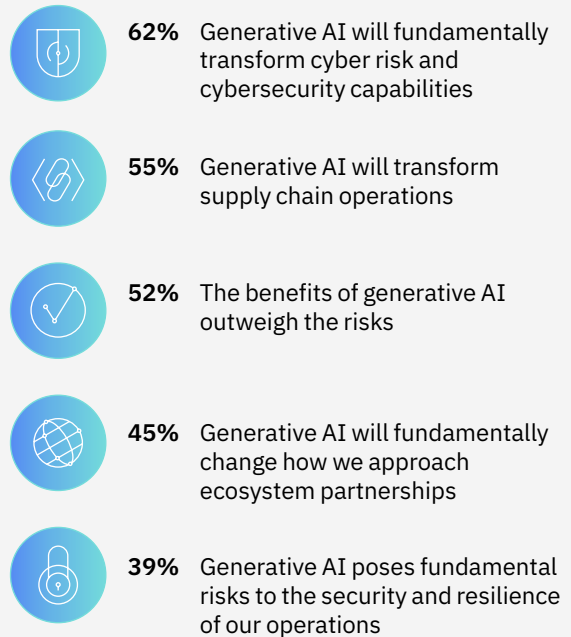 62% Generative AI will fundamentally
transform cyber risk and
cybersecurity capabilities
55% Generative AI will transform
supply chain operations
52% The benefits of generative AI
outweigh the risks
45% Generative AI will fundamentally
change how we approach
ecosystem partnerships
39% Generative AI poses fundamental
risks to the security and resilience
of our operations